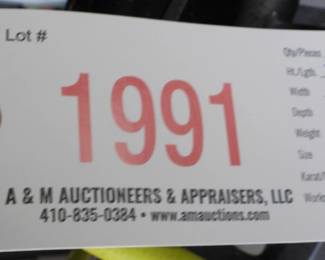 Lot #
Qty/Pieces
Ht./Lgth.
Width
Depth
Weight
Size
1991
A & M AUCTIONEERS & APPRAISERS, LLC
410-835-0384 • www.amauctions.com